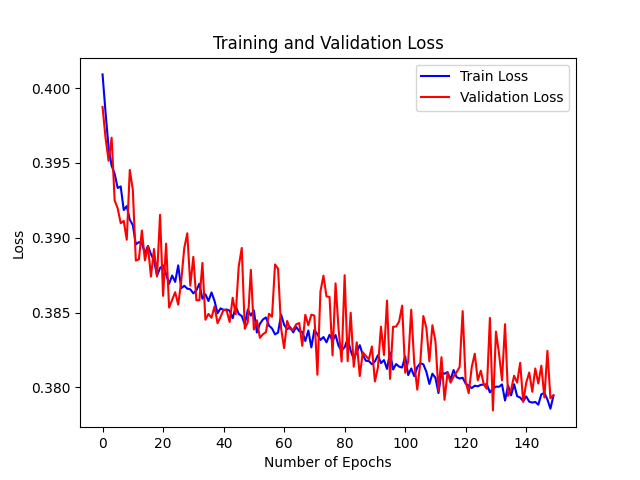 Training and Validation Loss
Train Loss
Validation Loss
0.400
0.395
0.390
0.385
0.380
Loss
0 20 40 60 80 100 120 140
Number of Epochs